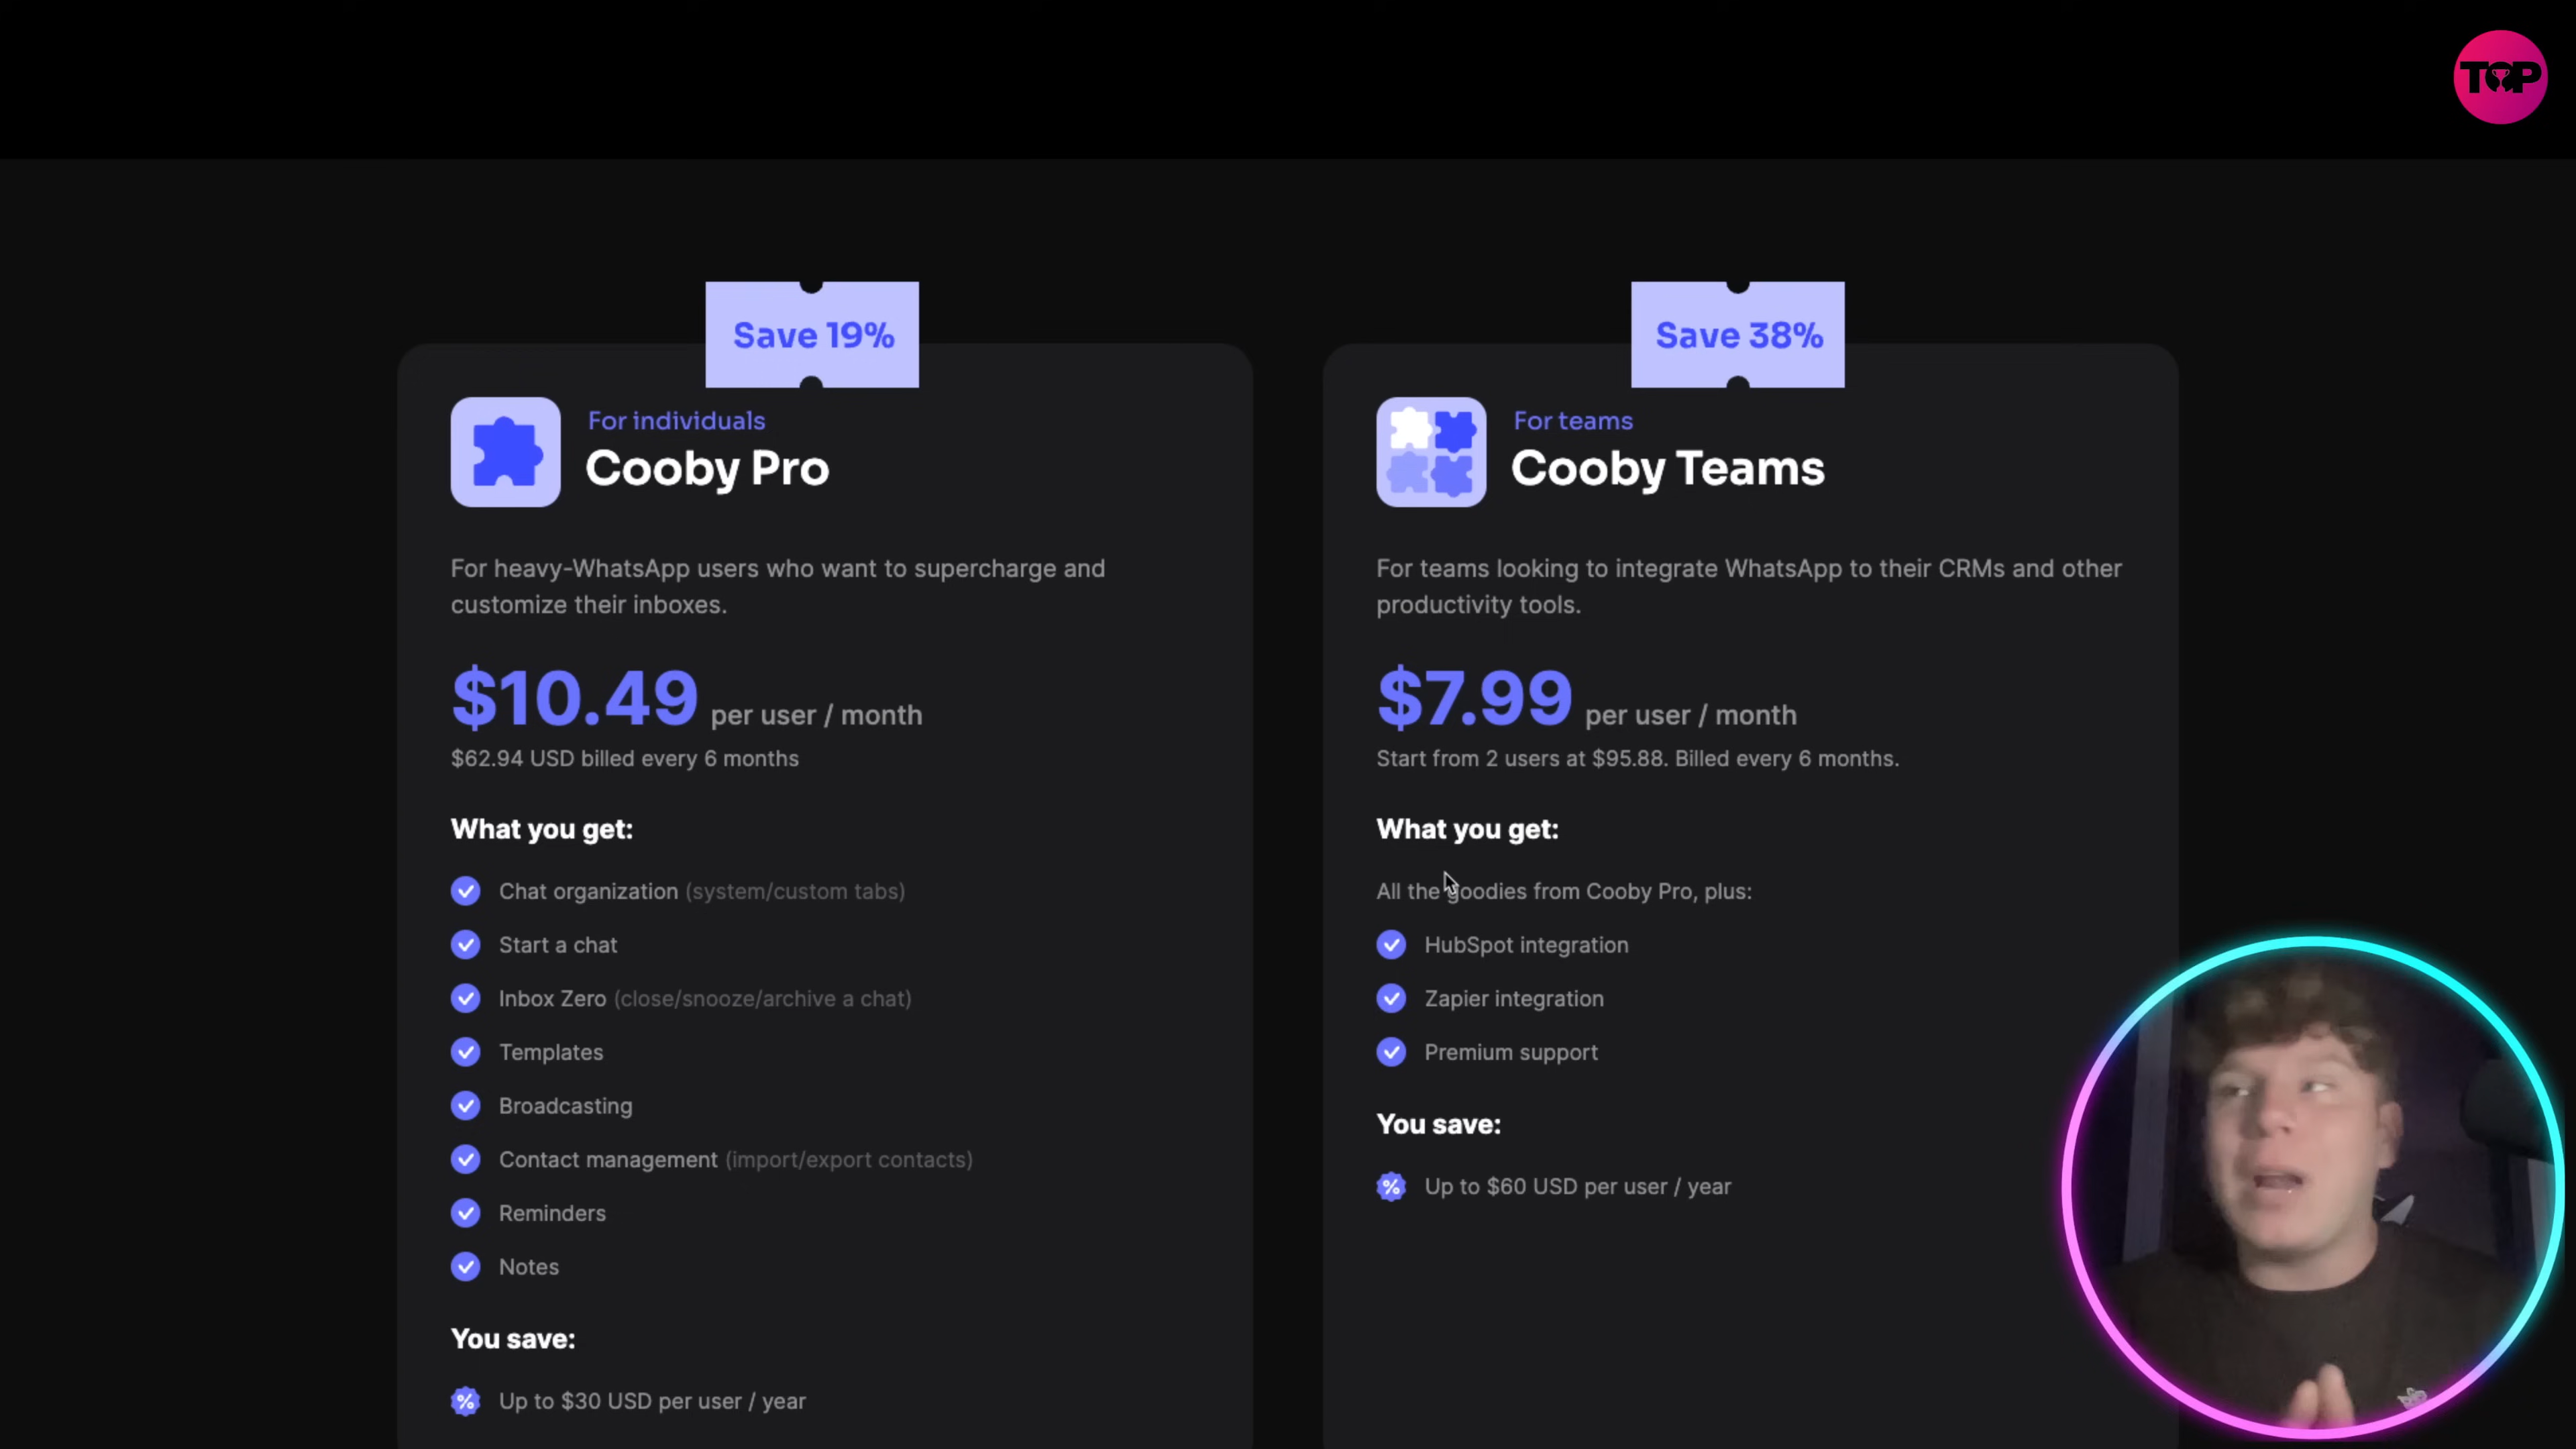 TOP
Save 19%
For individuals
Cooby Pro
For heavy-WhatsApp users who want to supercharge and
customize their inboxes.
$10.49 per user / month
$62.94 USD billed every 6 months
What you get:
Chat organization (system/custom tabs)
Start a chat
Inbox Zero (close/snooze/archive a chat)
Templates
Broadcasting
Contact management (import/export contacts)
Reminders
Notes
You save:
% Up to $30 USD per user / year
Save 38%
For teams
Cooby Teams
For teams looking to integrate WhatsApp to their CRMs and other
productivity tools.
$7.99 per user / month
Start from 2 users at $95.88. Billed every 6 months.
What you get:
All the goodies from Cooby Pro, plus:
HubSpot integration
Zapier integration
Premium support
You save:
% Up to $60 USD per user / year